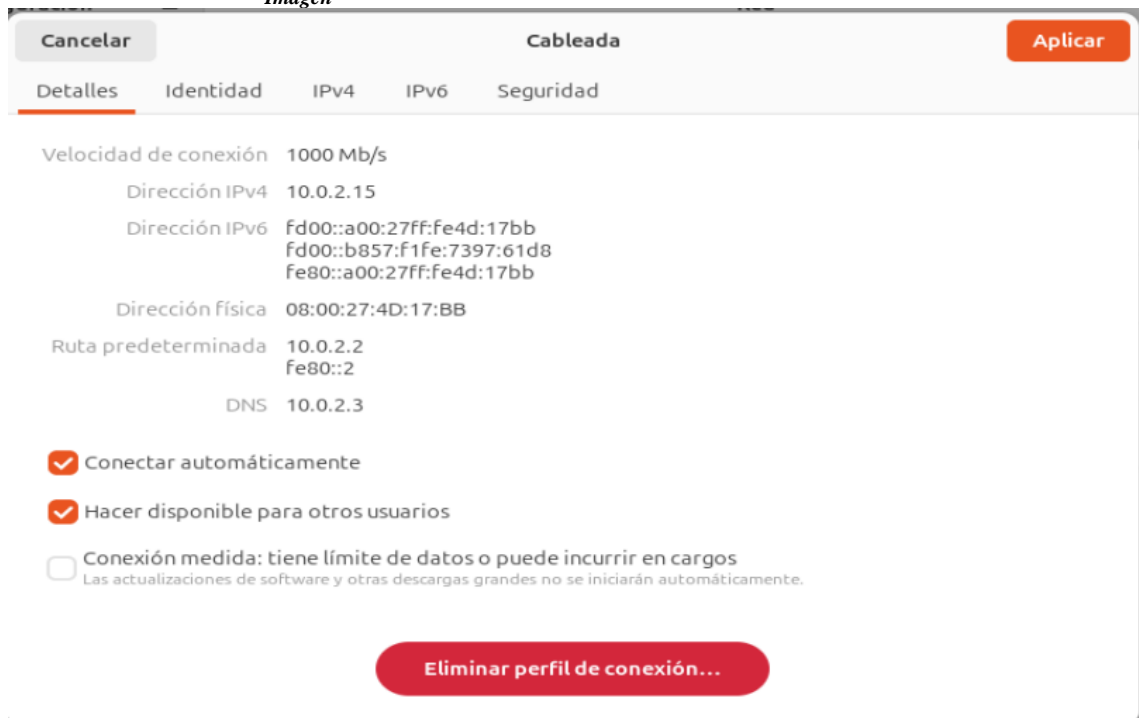 Imagen
Cancelar
Cableada
Aplicar
Detalles
Identidad
IPv4
IPv6
Seguridad
Velocidad de conexión 1000 Mb/s
Dirección IPv4 10.0.2.15
Dirección IPv6 fd00::a00:27ff:fe4d:17bb
fd00::b857:f1fe:7397:61d8
fe80::a00:27ff:fe4d:17bb
Dirección física 08:00:27:4D:17:BB
Ruta predeterminada 10.0.2.2
fe80::2
DNS 10.0.2.3
Conectar automáticamente
Hacer disponible para otros usuarios
Conexión medida: tiene límite de datos o puede incurrir en cargos
Las actualizaciones de software y otras descargas grandes no se iniciarán automáticamente.
Eliminar perfil de conexión...